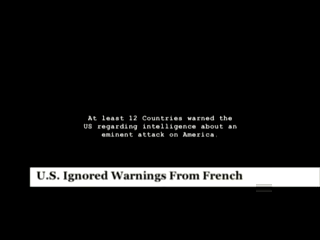 At least 12 Countries warned the
US regarding intelligence about an
eminent attack on America.
U.S. Ignored Warnings From French